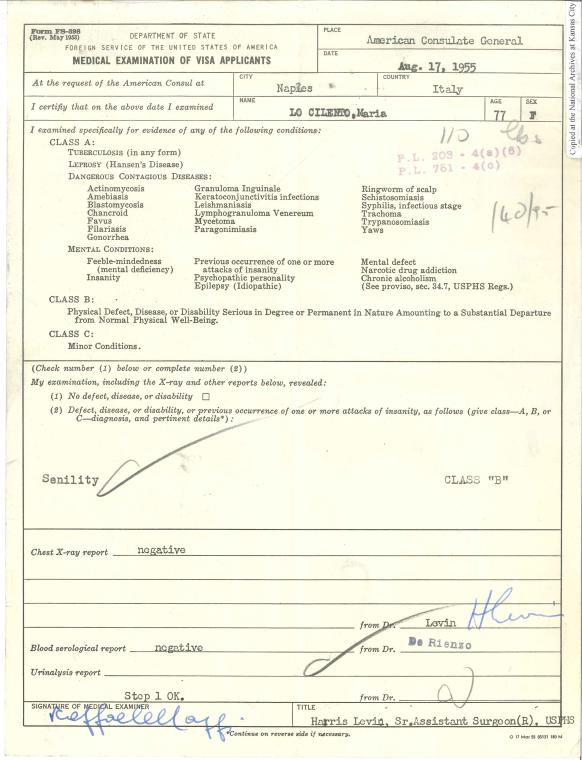 Form FS-398
(Rev. May 1953)
DEPARTMENT OF STATE
FOREIGN SERVICE OF THE UNITED STATES OF AMERICA
MEDICAL EXAMINATION OF VISA APPLICANTS
PLACE
American Consulate General
DATE
Aug. 17, 1955
At the request of the American Consul at
CITY
Naples
COUNTRY
Italy
I certify that on the above date I examined
NAME
LO CILENTO, Maria
AGE
77
SEX
F
I examined specifically for evidence of any of the following conditions:
110 lbs
P.L. 203 - 4(a)(6)
P.L. 751 - 4(c)
140/95
CLASS A:
TUBERCULOSIS (in any form)
LEPROSY (Hansen's Disease)
DANGEROUS CONTAGIOUS DISEASES:
Actinomycosis
Amebiasis
Blastomycosis
Chancroid
Favus
Filariasis
Gonorrhea
Granuloma Inguinale
Keratoconjunctivitis infections
Leishmaniasis
Lymphogranuloma Venereum
Mycetoma
Paragonimiasis
Ringworm of scalp
Schistosomiasis
Syphilis, infectious stage
Trachoma
Trypanosomiasis
Yaws
MENTAL CONDITIONS:
Feeble-mindedness
(mental deficiency)
Insanity
Previous occurrence of one or more
attacks of insanity
Psychopathic personality
Epilepsy (Idiopathic)
Mental defect
Narcotic drug addiction
Chronic alcoholism
(See proviso, sec. 34.7, USPHS Regs.)
CLASS B:
Physical Defect, Disease, or Disability Serious in Degree or Permanent in Nature Amounting to a Substantial Departure
from Normal Physical Well-Being.
CLASS C:
Minor Conditions.
(Check number (1) below or complete number (2))
My examination, including the X-ray and other reports below, revealed:
(1) No defect, disease, or disability
(2) Defect, disease, or disability, or previous occurrence of one or more attacks of insanity, as follows (give class—A, B, or
C—diagnosis, and pertinent details*):
Senility
CLASS "B"
Chest X-ray report negative
from Dr. Levin
Blood serological report negative
from Dr. De Rienzo
Urinalysis report
Step 1 OK.
from Dr.
SIGNATURE OF MEDICAL EXAMINER
TITLE
Harris Levin, Sr.Assistant Surgeon(R), USPHS
*Continue on reverse side if necessary.
Copied at the National Archives at Kansas City